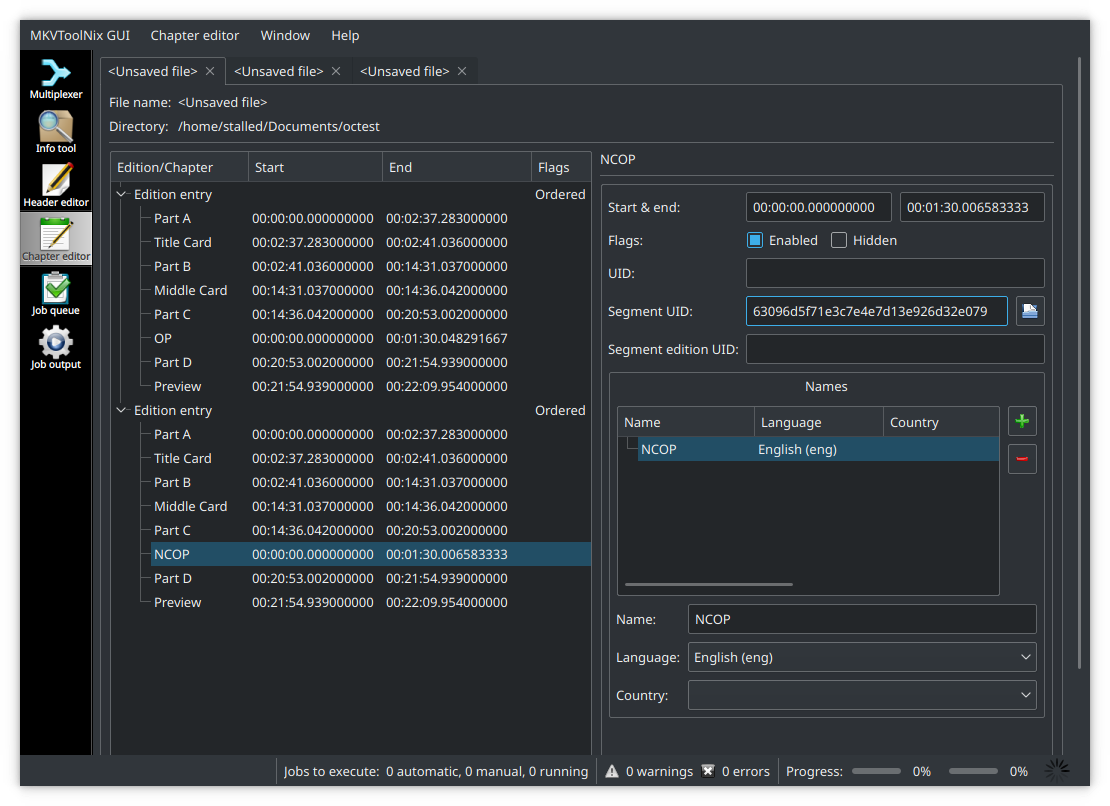 MKVToolNix GUI Chapter editor Window Help
Multiplexer
Info tool
Header editor
Chapter editor
Job queue
Job output
<Unsaved file> <Unsaved file> <Unsaved file>
File name: <Unsaved file>
Directory: /home/stalled/Documents/octest
Edition/Chapter Start End Flags
Edition entry Ordered
Part A 00:00:00.000000000 00:02:37.283000000
Title Card 00:02:37.283000000 00:02:41.036000000
Part B 00:02:41.036000000 00:14:31.037000000
Middle Card 00:14:31.037000000 00:14:36.042000000
Part C 00:14:36.042000000 00:20:53.002000000
OP 00:00:00.000000000 00:01:30.048291667
Part D 00:20:53.002000000 00:21:54.939000000
Preview 00:21:54.939000000 00:22:09.954000000
Edition entry Ordered
Part A 00:00:00.000000000 00:02:37.283000000
Title Card 00:02:37.283000000 00:02:41.036000000
Part B 00:02:41.036000000 00:14:31.037000000
Middle Card 00:14:31.037000000 00:14:36.042000000
Part C 00:14:36.042000000 00:20:53.002000000
NCOP 00:00:00.000000000 00:01:30.006583333
Part D 00:20:53.002000000 00:21:54.939000000
Preview 00:21:54.939000000 00:22:09.954000000
NCOP
Start & end: 00:00:00.000000000 00:01:30.006583333
Flags: Enabled Hidden
UID:
Segment UID: 63096d5f71e3c7e4e7d13e926d32e079
Segment edition UID:
Names
Name Language Country
NCOP English (eng)
Name: NCOP
Language: English (eng)
Country:
Jobs to execute: 0 automatic, 0 manual, 0 running 0 warnings 0 errors Progress: 0% 0%